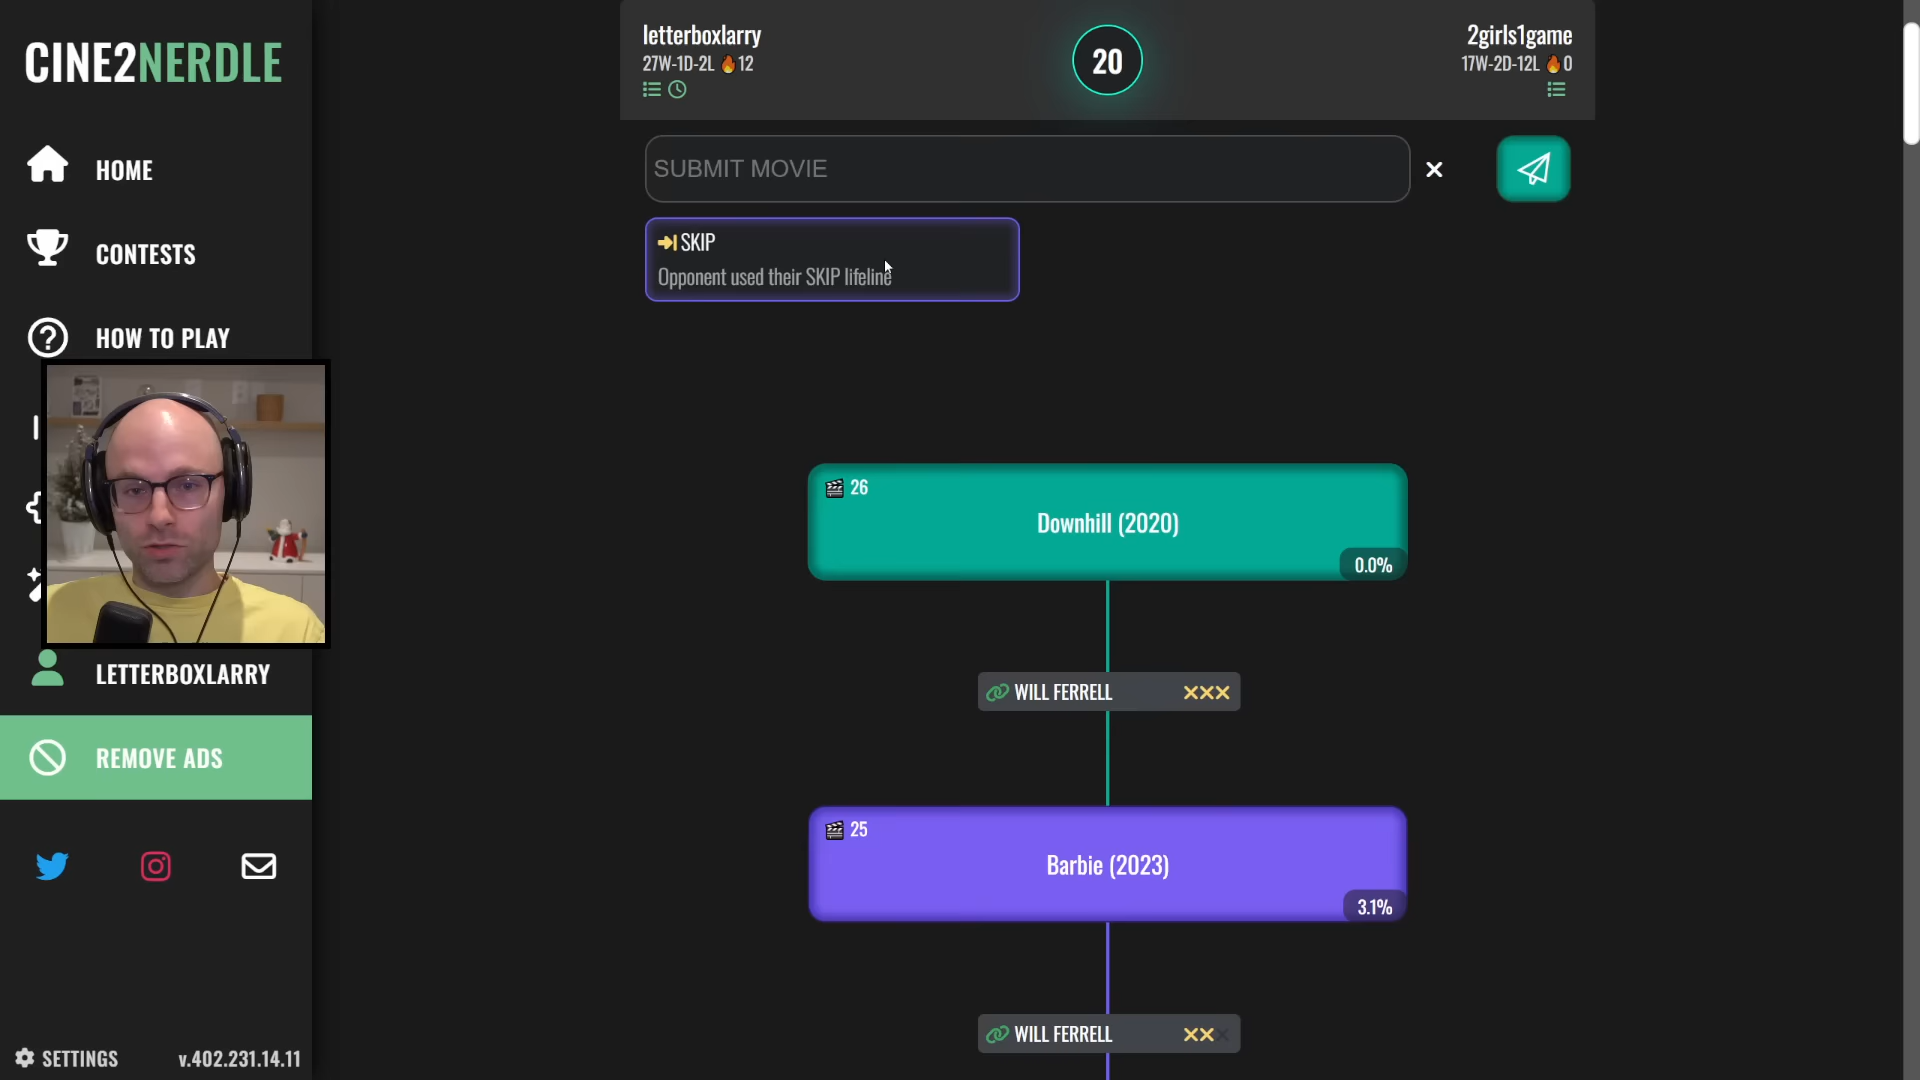 CINE2NERDLE
HOME
CONTESTS
HOW TO PLAY
LETTERBOXLARRY
REMOVE ADS
SETTINGS
v.402.231.14.11
letterboxlarry
27W-1D-2L 🔥12
20
2girls1game
17W-2D-12L 🔥0
SUBMIT MOVIE
SKIP
Opponent used their SKIP lifeline
26
Downhill (2020)
0.0%
WILL FERRELL
25
Barbie (2023)
3.1%
WILL FERRELL